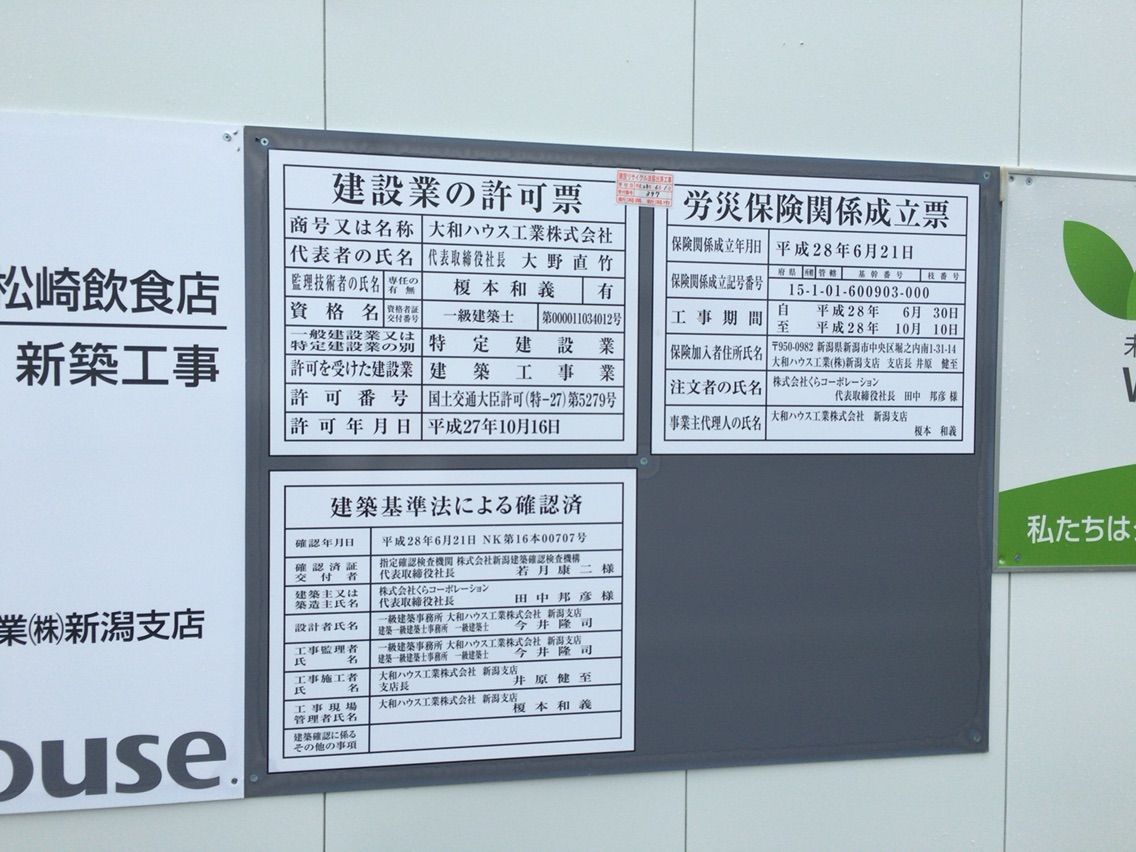 松崎飲食店
新築工事
業㈱新潟支店
ouse
建設業の許可票
商号又は名称 大和ハウス工業株式会社
代表者の氏名 代表取締役社長 大野直竹
監理技術者の氏名 専任の有無 榎本和義 有
資格名 資格者証交付番号 一級建築士 第000011034012号
一般建設業又は特定建設業の別 特定建設業
許可を受けた建設業 建築工事業
許可番号 国土交通大臣許可(特-27)第5279号
許可年月日 平成27年10月16日
労災保険関係成立票
保険関係成立年月日 平成28年6月21日
保険関係成立記号番号 府県 所掌 管轄 基幹番号 枝番号
15-1-01-600903-000
工事期間 自 平成28年 6月 30日
至 平成28年 10月 10日
保険加入者住所氏名 〒950-0982 新潟県新潟市中央区堀之内南1-31-14
大和ハウス工業(株)新潟支店 支店長 井原 健至
注文者の氏名 株式会社くらコーポレーション
代表取締役社長 田中 邦彦 様
事業主代理人の氏名 大和ハウス工業株式会社 新潟支店
榎本 和義
建築基準法による確認済
確認年月日 平成28年6月21日 NK第16本00707号
確認済証交付者 指定確認検査機関 株式会社新潟建築確認検査機構
代表取締役社長 若月康二様
建築主又は築造主氏名 株式会社くらコーポレーション
代表取締役社長 田中邦彦様
設計者氏名 一級建築事務所 大和ハウス工業株式会社 新潟支店
建築一級建築士事務所 一級建築士 今井隆司
工事監理者氏名 一級建築事務所 大和ハウス工業株式会社 新潟支店
建築一級建築士事務所 一級建築士 今井隆司
工事施工者氏名 大和ハウス工業株式会社 新潟支店
支店長 井原健至
工事現場管理者氏名 大和ハウス工業株式会社 新潟支店
榎本和義
建築確認に係るその他の事項
未
W
私たちは